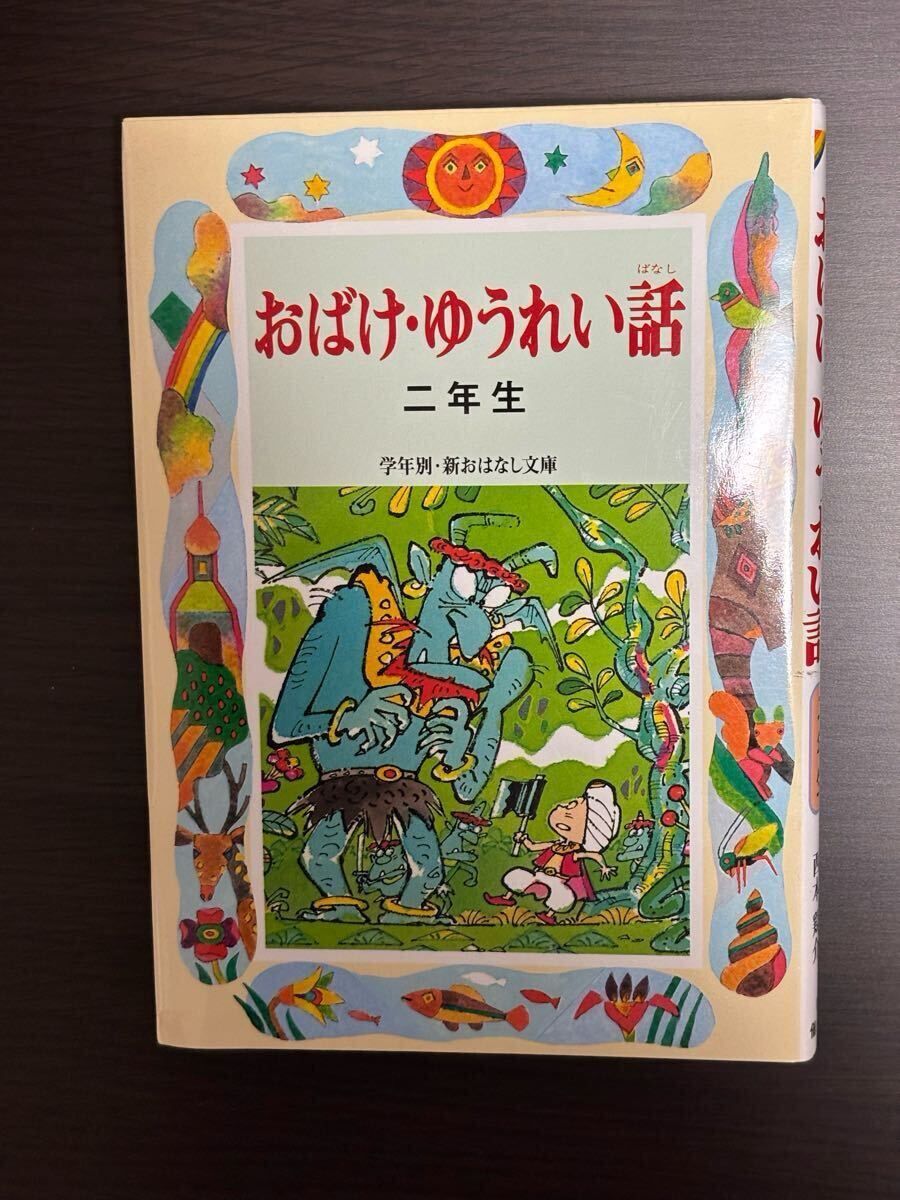 ばなし
おばけ・ゆうれい話
二年生
学年別・新おはなし文庫